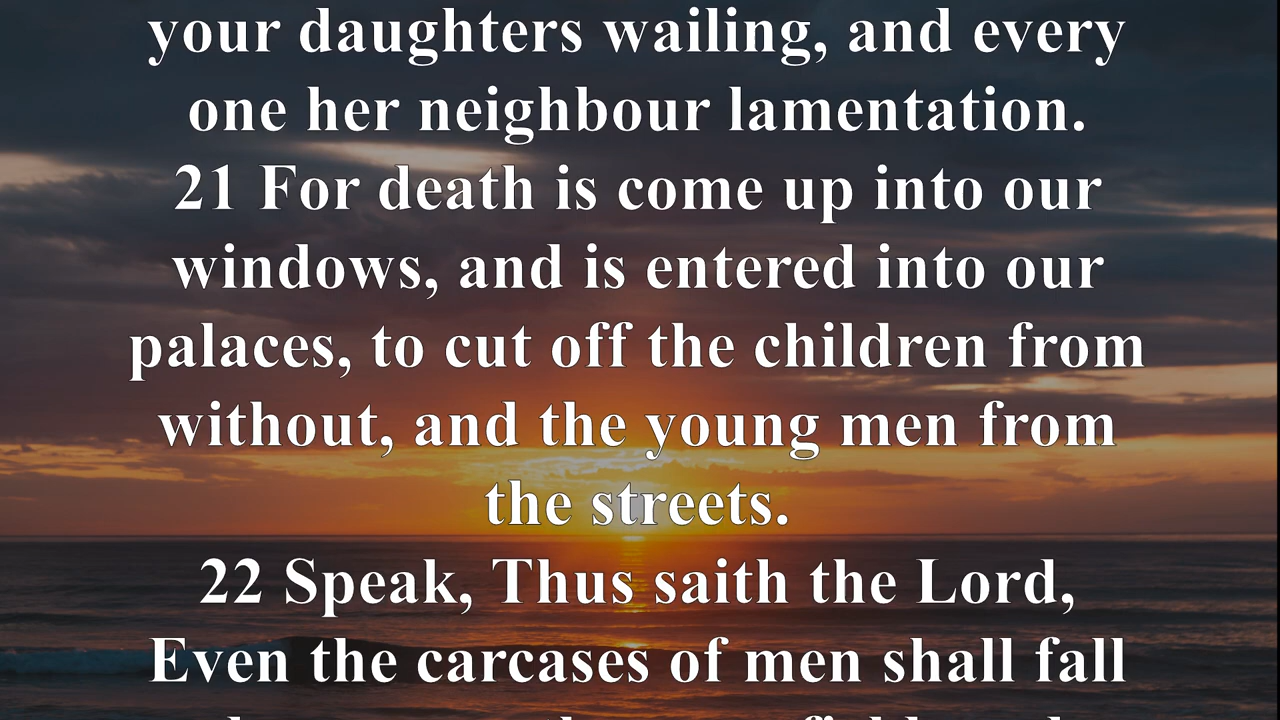 your daughters wailing, and every
one her neighbour lamentation.
21 For death is come up into our
windows, and is entered into our
palaces, to cut off the children from
without, and the young men from
the streets.
22 Speak, Thus saith the Lord,
Even the carcases of men shall fall